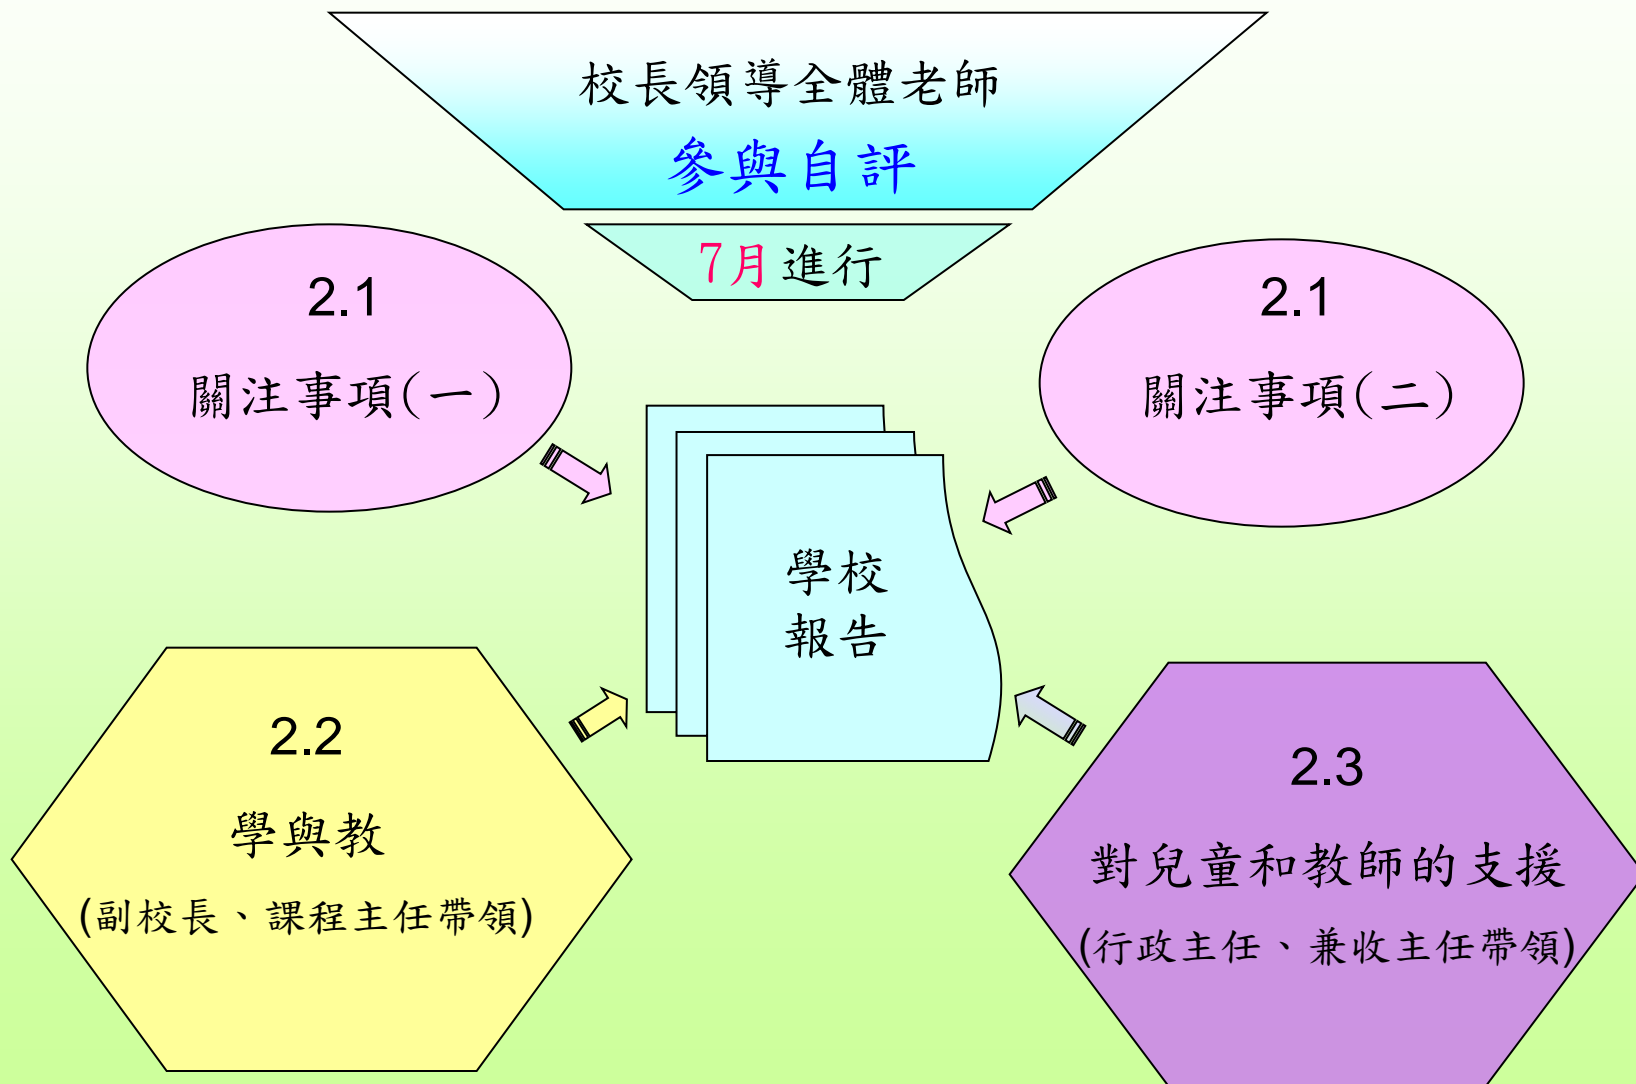 校長領導全體老師
參與自評
7月進行
2.1
關注事項(一)
2.1
關注事項(二)
學校
報告
2.2
學與教
(副校長、課程主任帶領)
2.3
對兒童和教師的支援
(行政主任、兼收主任帶領)